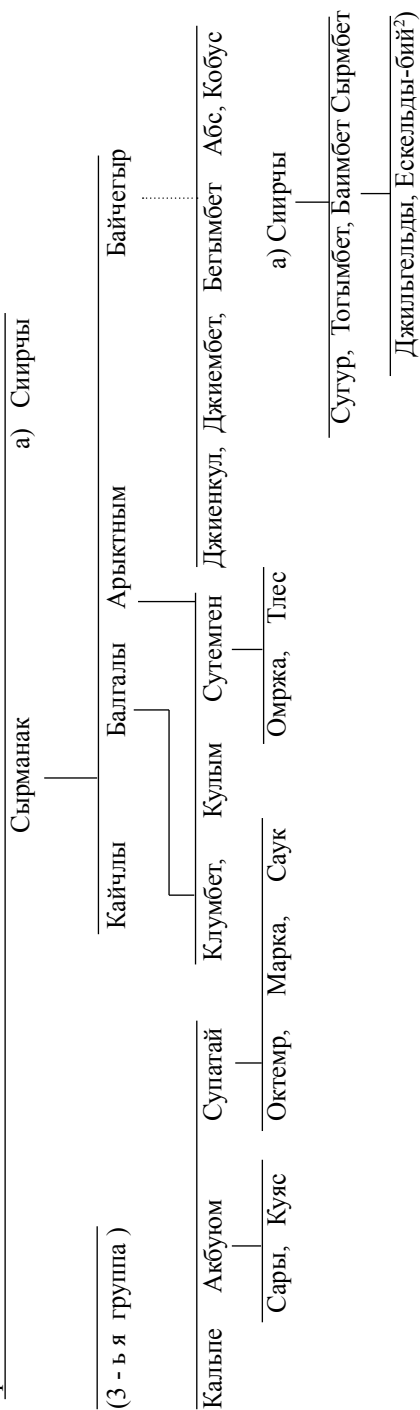 Сырманак а) Сиирчы
Кайчлы Балгалы Арыктным Байчегыр
(3 - ь я группа )
Кальпе Акбуюм Супатай Клумбет, Кулым Сутемген Джиенкул, Джиембет, Бегымбет Абс, Кобус
Сары, Куяс Октемр, Марка, Саук Омржа, Тлес
а) Сиирчы
Сугур, Тогымбет, Баимбет Сырмбет
Джильгельды, Ескельды-бий²)